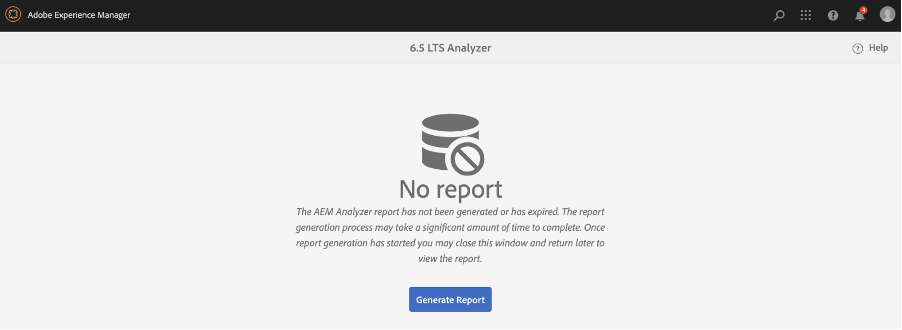 Adobe Experience Manager
4
6.5 LTS Analyzer
? Help
No report
The AEM Analyzer report has not been generated or has expired. The report
generation process may take a significant amount of time to complete. Once
report generation has started you may close this window and return later to
view the report.
Generate Report